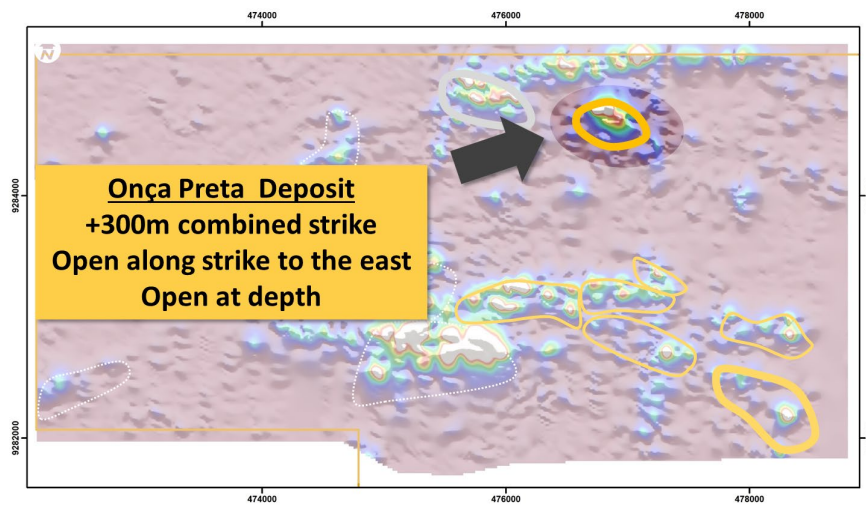 474000 476000 478000
N
9284000
Onça Preta Deposit
+300m combined strike
Open along strike to the east
Open at depth
9282000
474000 476000 478000